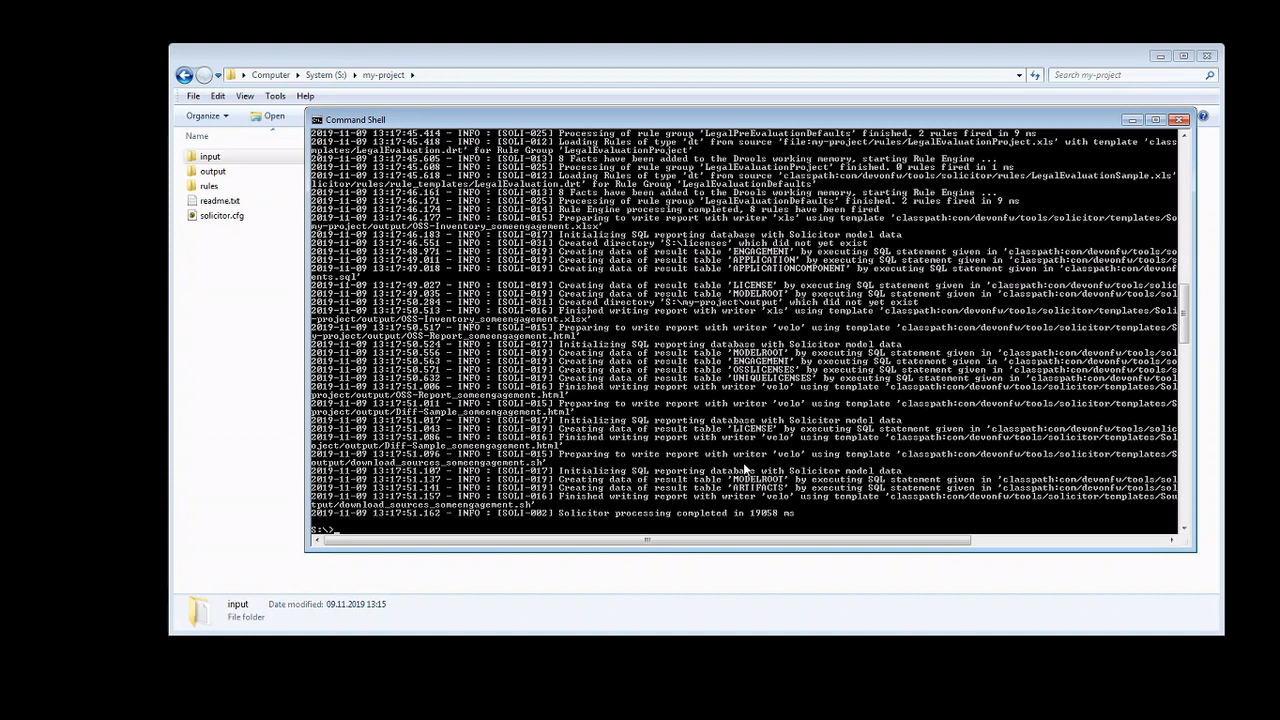 Computer
System (S:)
my-project
Search my-project
File
Edit
View
Tools
Help
Organize
Open
Name
input
output
rules
readme.txt
solicitor.cfg
Command Shell
2019-11-09 13:17:45.414 - INFO : [SOLI-025] Processing of rule group 'LegalPreEvaluationDefaults' finished. 2 rules fired in 9 ms
2019-11-09 13:17:45.418 - INFO : [SOLI-012] Loading Rules of type 'dt' from source 'file:my-project/rules/LegalEvaluationProject.xls' with template 'class
mplates/LegalEvaluation.drt' for Rule Group 'LegalEvaluationProject'
2019-11-09 13:17:45.605 - INFO : [SOLI-013] 8 Facts have been added to the Drools working memory, starting Rule Engine ...
2019-11-09 13:17:45.608 - INFO : [SOLI-025] Processing of rule group 'LegalEvaluationProject' finished. 0 rules fired in 1 ms
2019-11-09 13:17:45.618 - INFO : [SOLI-012] Loading Rules of type 'dt' from source 'classpath:com/devonfw/tools/solicitor/rules/LegalEvaluationSample.xls'
licitor/rules/rule_templates/LegalEvaluation.drt' for Rule Group 'LegalEvaluationDefaults'
2019-11-09 13:17:46.161 - INFO : [SOLI-013] 8 Facts have been added to the Drools working memory, starting Rule Engine ...
2019-11-09 13:17:46.171 - INFO : [SOLI-025] Processing of rule group 'LegalEvaluationDefaults' finished. 2 rules fired in 9 ms
2019-11-09 13:17:46.174 - INFO : [SOLI-014] Rule Engine processing completed, 8 rules have been fired
2019-11-09 13:17:46.177 - INFO : [SOLI-015] Preparing to write report with writer 'xls' using template 'classpath:com/devonfw/tools/solicitor/templates/So
my-project/output/OSS-Inventory_someengagement.xlsx'
2019-11-09 13:17:46.183 - INFO : [SOLI-017] Initializing SQL reporting database with Solicitor model data
2019-11-09 13:17:46.551 - INFO : [SOLI-031] Created directory 'S:\licenses' which did not yet exist
2019-11-09 13:17:48.971 - INFO : [SOLI-019] Creating data of result table 'ENGAGEMENT' by executing SQL statement given in 'classpath:com/devonfw/tools/s
2019-11-09 13:17:49.011 - INFO : [SOLI-019] Creating data of result table 'APPLICATION' by executing SQL statement given in 'classpath:com/devonfw/tools/
2019-11-09 13:17:49.018 - INFO : [SOLI-019] Creating data of result table 'APPLICATIONCOMPONENT' by executing SQL statement given in 'classpath:com/devonf
ents.sql'
2019-11-09 13:17:49.027 - INFO : [SOLI-019] Creating data of result table 'LICENSE' by executing SQL statement given in 'classpath:com/devonfw/tools/solic
2019-11-09 13:17:49.035 - INFO : [SOLI-019] Creating data of result table 'MODELROOT' by executing SQL statement given in 'classpath:com/devonfw/tools/sol
2019-11-09 13:17:50.284 - INFO : [SOLI-031] Created directory 'S:\my-project\output' which did not yet exist
2019-11-09 13:17:50.513 - INFO : [SOLI-016] Finished writing report with writer 'xls' using template 'classpath:com/devonfw/tools/solicitor/templates/Soli
-project/output/OSS-Inventory_someengagement.xlsx'
2019-11-09 13:17:50.517 - INFO : [SOLI-015] Preparing to write report with writer 'velo' using template 'classpath:com/devonfw/tools/solicitor/templates/S
y-project/output/OSS-Report_someengagement.html'
2019-11-09 13:17:50.524 - INFO : [SOLI-017] Initializing SQL reporting database with Solicitor model data
2019-11-09 13:17:50.556 - INFO : [SOLI-019] Creating data of result table 'MODELROOT' by executing SQL statement given in 'classpath:com/devonfw/tools/sol
2019-11-09 13:17:50.563 - INFO : [SOLI-019] Creating data of result table 'ENGAGEMENT' by executing SQL statement given in 'classpath:com/devonfw/tools/so
2019-11-09 13:17:50.571 - INFO : [SOLI-019] Creating data of result table 'OSSLICENSES' by executing SQL statement given in 'classpath:com/devonfw/tools/s
2019-11-09 13:17:50.632 - INFO : [SOLI-019] Creating data of result table 'UNIQUELICENSES' by executing SQL statement given in 'classpath:com/devonfw/tool
2019-11-09 13:17:51.006 - INFO : [SOLI-016] Finished writing report with writer 'velo' using template 'classpath:com/devonfw/tools/solicitor/templates/Sol
project/output/OSS-Report_someengagement.html'
2019-11-09 13:17:51.011 - INFO : [SOLI-015] Preparing to write report with writer 'velo' using template 'classpath:com/devonfw/tools/solicitor/templates/S
project/output/Diff-Sample_someengagement.html'
2019-11-09 13:17:51.017 - INFO : [SOLI-017] Initializing SQL reporting database with Solicitor model data
2019-11-09 13:17:51.043 - INFO : [SOLI-019] Creating data of result table 'LICENSE' by executing SQL statement given in 'classpath:com/devonfw/tools/solic
2019-11-09 13:17:51.086 - INFO : [SOLI-016] Finished writing report with writer 'velo' using template 'classpath:com/devonfw/tools/solicitor/templates/Sol
/Diff-Sample_someengagement.html'
2019-11-09 13:17:51.096 - INFO : [SOLI-015] Preparing to write report with writer 'velo' using template 'classpath:com/devonfw/tools/solicitor/templates/S
output/download_sources_someengagement.sh'
2019-11-09 13:17:51.107 - INFO : [SOLI-017] Initializing SQL reporting database with Solicitor model data
2019-11-09 13:17:51.137 - INFO : [SOLI-019] Creating data of result table 'MODELROOT' by executing SQL statement given in 'classpath:com/devonfw/tools/sol
2019-11-09 13:17:51.141 - INFO : [SOLI-019] Creating data of result table 'ARTIFACTS' by executing SQL statement given in 'classpath:com/devonfw/tools/sol
2019-11-09 13:17:51.157 - INFO : [SOLI-016] Finished writing report with writer 'velo' using template 'classpath:com/devonfw/tools/solicitor/templates/Sou
tput/download_sources_someengagement.sh'
2019-11-09 13:17:51.162 - INFO : [SOLI-002] Solicitor processing completed in 19058 ms
S:\>_
input
Date modified: 09.11.2019 13:15
File folder